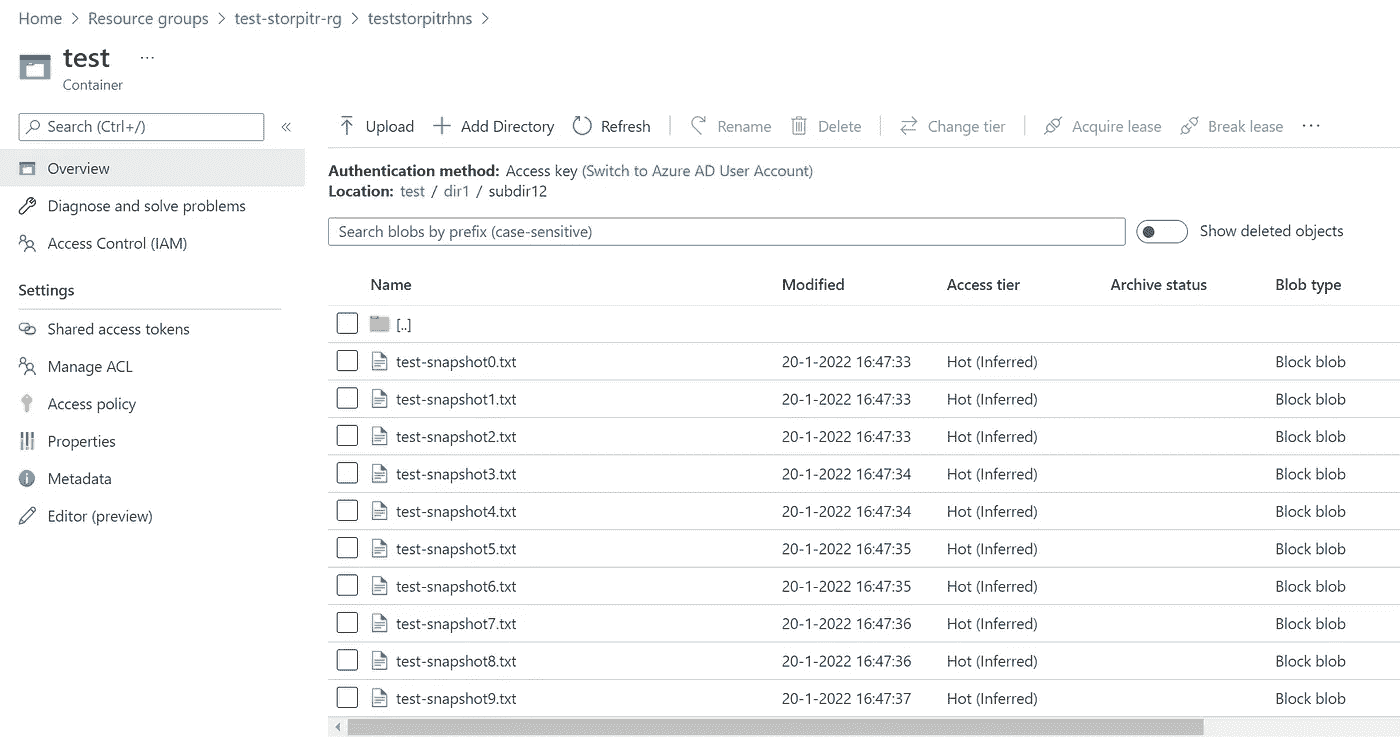 Home > Resource groups > test-storpitr-rg > teststorpitrhns >
test ...
Container
Search (Ctrl+/) «
Overview
Diagnose and solve problems
Access Control (IAM)
Settings
Shared access tokens
Manage ACL
Access policy
Properties
Metadata
Editor (preview)
Upload Add Directory Refresh Rename Delete Change tier Acquire lease Break lease ...
Authentication method: Access key (Switch to Azure AD User Account)
Location: test / dir1 / subdir12
Search blobs by prefix (case-sensitive) Show deleted objects
Name Modified Access tier Archive status Blob type
[..]
test-snapshot0.txt 20-1-2022 16:47:33 Hot (Inferred) Block blob
test-snapshot1.txt 20-1-2022 16:47:33 Hot (Inferred) Block blob
test-snapshot2.txt 20-1-2022 16:47:33 Hot (Inferred) Block blob
test-snapshot3.txt 20-1-2022 16:47:34 Hot (Inferred) Block blob
test-snapshot4.txt 20-1-2022 16:47:34 Hot (Inferred) Block blob
test-snapshot5.txt 20-1-2022 16:47:35 Hot (Inferred) Block blob
test-snapshot6.txt 20-1-2022 16:47:35 Hot (Inferred) Block blob
test-snapshot7.txt 20-1-2022 16:47:36 Hot (Inferred) Block blob
test-snapshot8.txt 20-1-2022 16:47:36 Hot (Inferred) Block blob
test-snapshot9.txt 20-1-2022 16:47:37 Hot (Inferred) Block blob